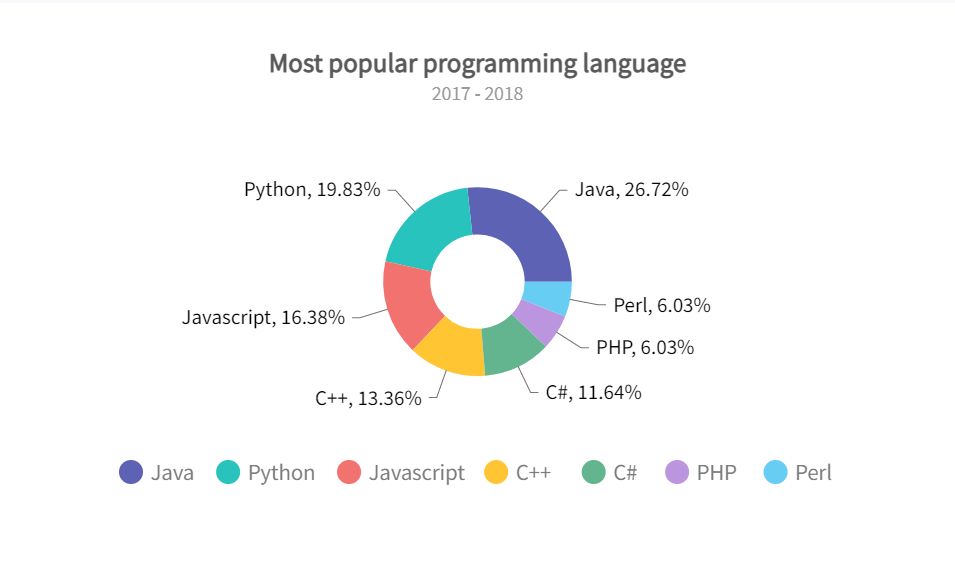 Most popular programming language
2017 - 2018
Python, 19.83%
Java, 26.72%
Perl, 6.03%
Javascript, 16.38%
PHP, 6.03%
C#, 11.64%
C++, 13.36%
Java Python Javascript C++ C# PHP Perl